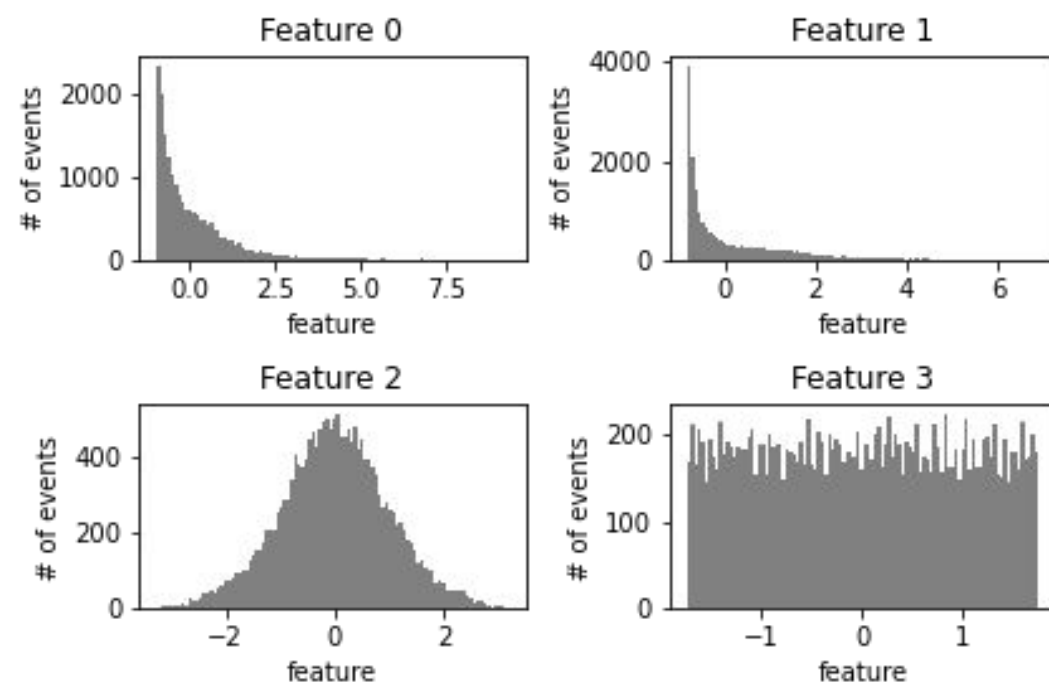 Feature 0
2000
1000
0
# of events
0.0 2.5 5.0 7.5
feature
Feature 1
4000
2000
0
# of events
0 2 4 6
feature
Feature 2
400
200
0
# of events
−2 0 2
feature
Feature 3
200
100
0
# of events
−1 0 1
feature